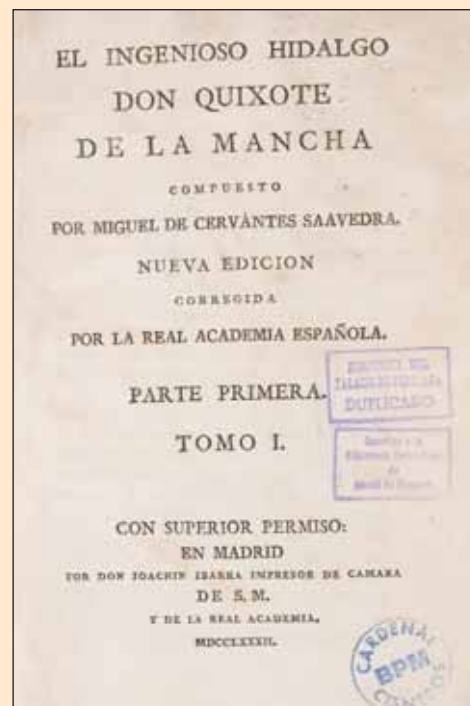 EL INGENIOSO HIDALGO
DON QUIXOTE
DE LA MANCHA
COMPUESTO
POR MIGUEL DE CERVÁNTES SAAVEDRA.
NUEVA EDICION
CORREGIDA
POR LA REAL ACADEMIA ESPAÑOLA.
PARTE PRIMERA.
TOMO I.
DUPLICADO
CON SUPERIOR PERMISO:
EN MADRID
POR DON JOACHIN IBARRA IMPRESOR DE CAMARA
DE S. M.
Y DE LA REAL ACADEMIA.
MDCCLXXXII.
CARDENAL
BPM
CISNEROS